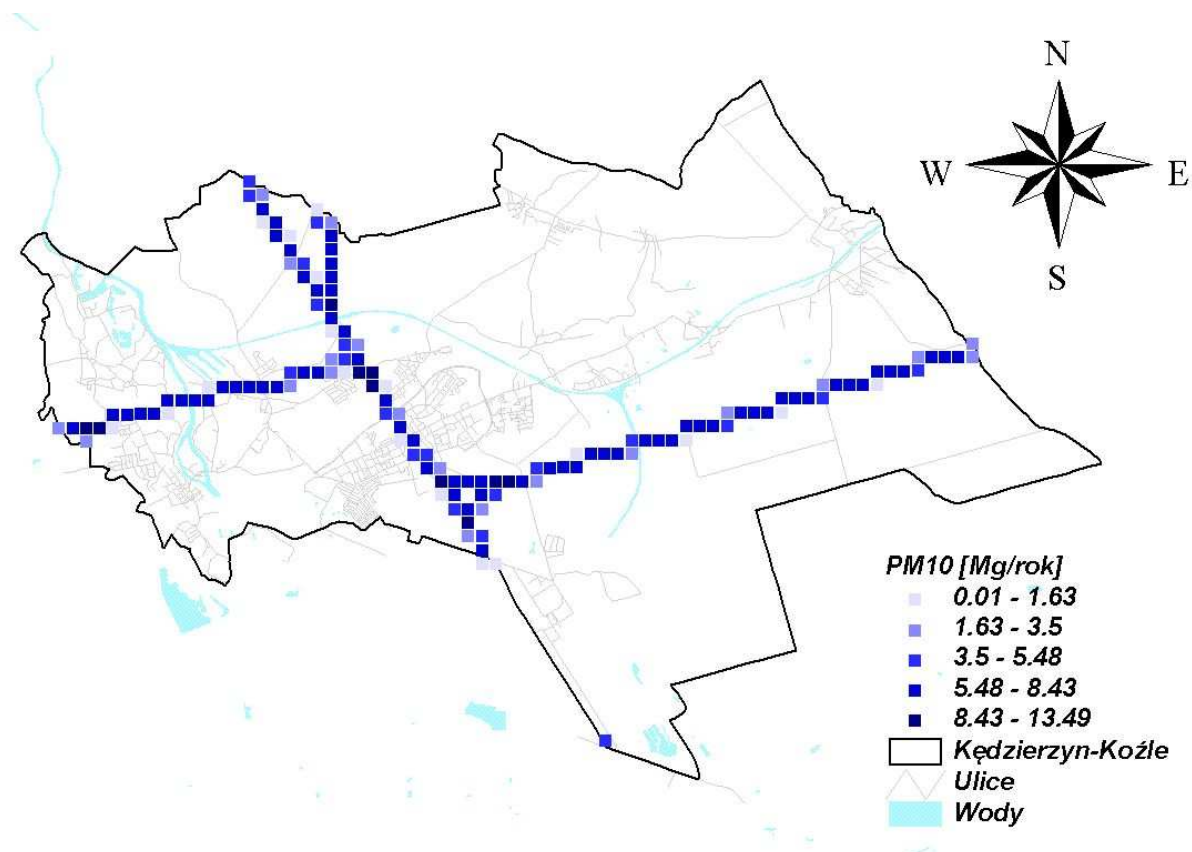 N
W E
S
PM10 [Mg/rok]
0.01 - 1.63
1.63 - 3.5
3.5 - 5.48
5.48 - 8.43
8.43 - 13.49
Kędzierzyn-Koźle
Ulice
Wody